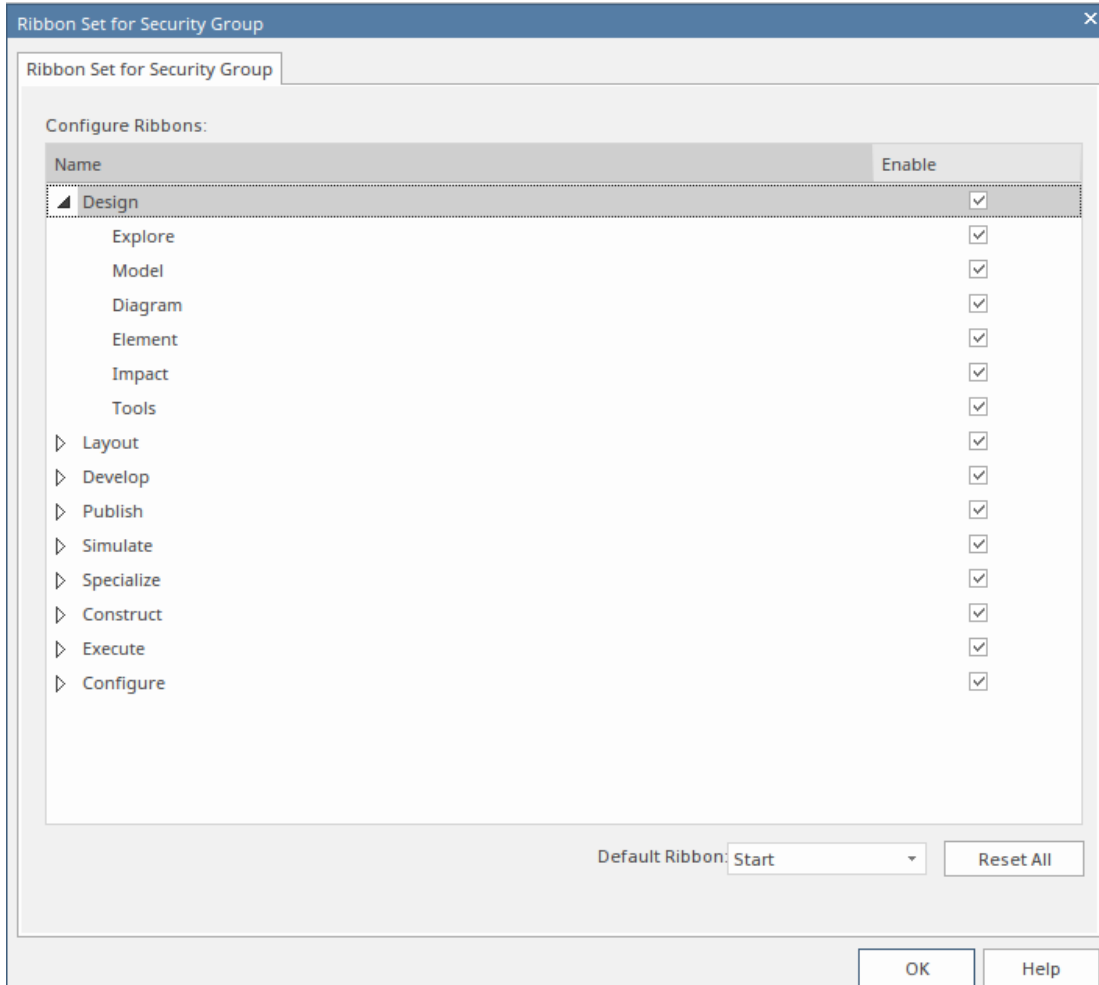 Ribbon Set for Security Group
Ribbon Set for Security Group
Configure Ribbons:
Name Enable
Design
Explore
Model
Diagram
Element
Impact
Tools
Layout
Develop
Publish
Simulate
Specialize
Construct
Execute
Configure
Default Ribbon: Start Reset All
OK Help